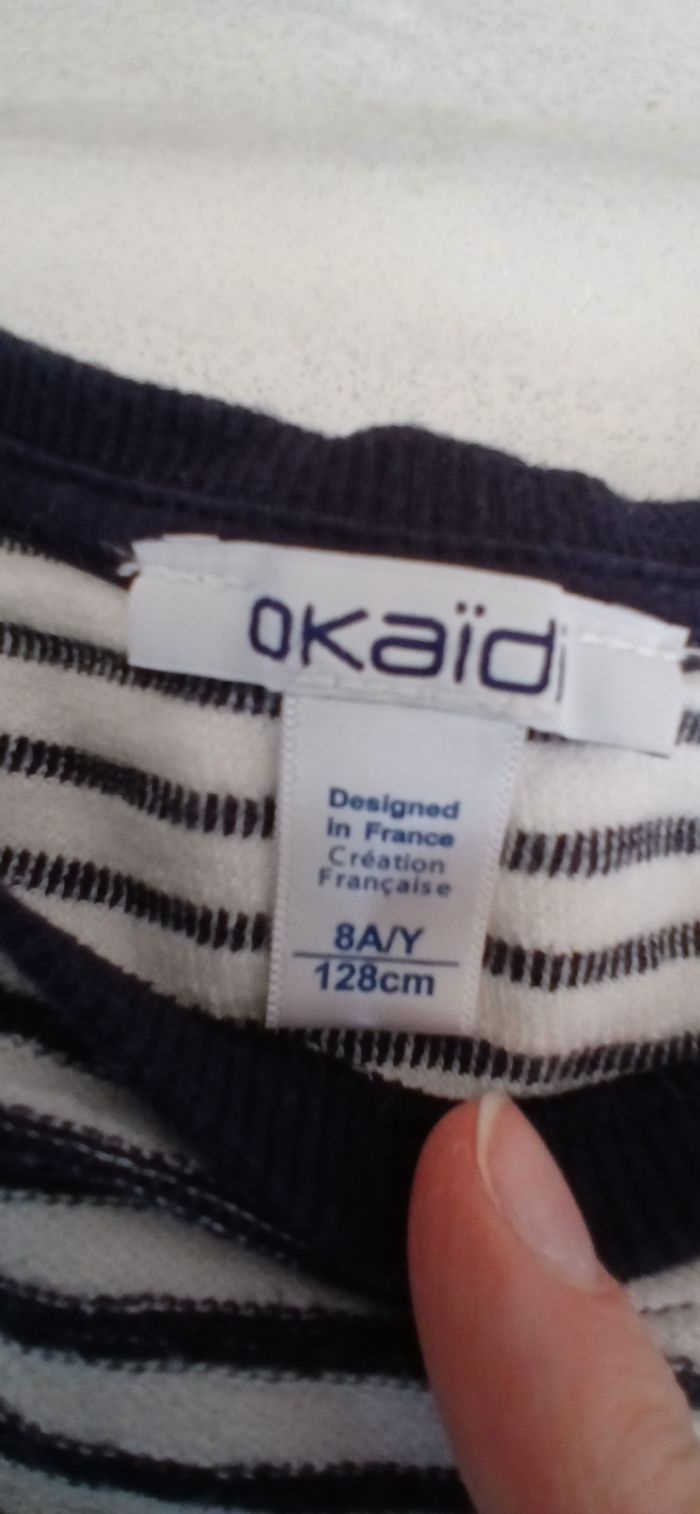 OKaïdi
Designed
in France
Création
Française
8A/Y
128cm